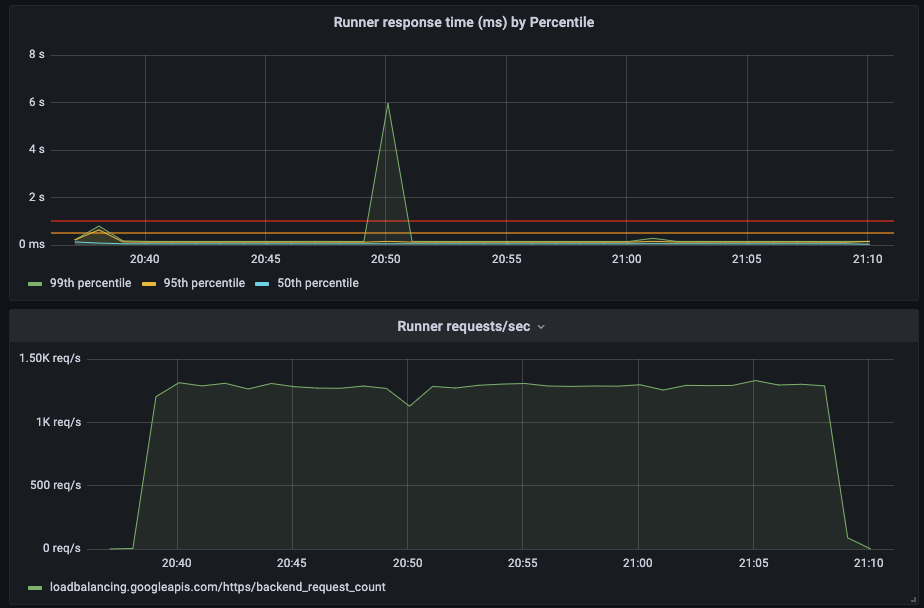 Runner response time (ms) by Percentile
8 s
6 s
4 s
2 s
0 ms
20:40 20:45 20:50 20:55 21:00 21:05 21:10
99th percentile 95th percentile 50th percentile
Runner requests/sec
1.50K req/s
1K req/s
500 req/s
0 req/s
20:40 20:45 20:50 20:55 21:00 21:05 21:10
loadbalancing.googleapis.com/https/backend_request_count